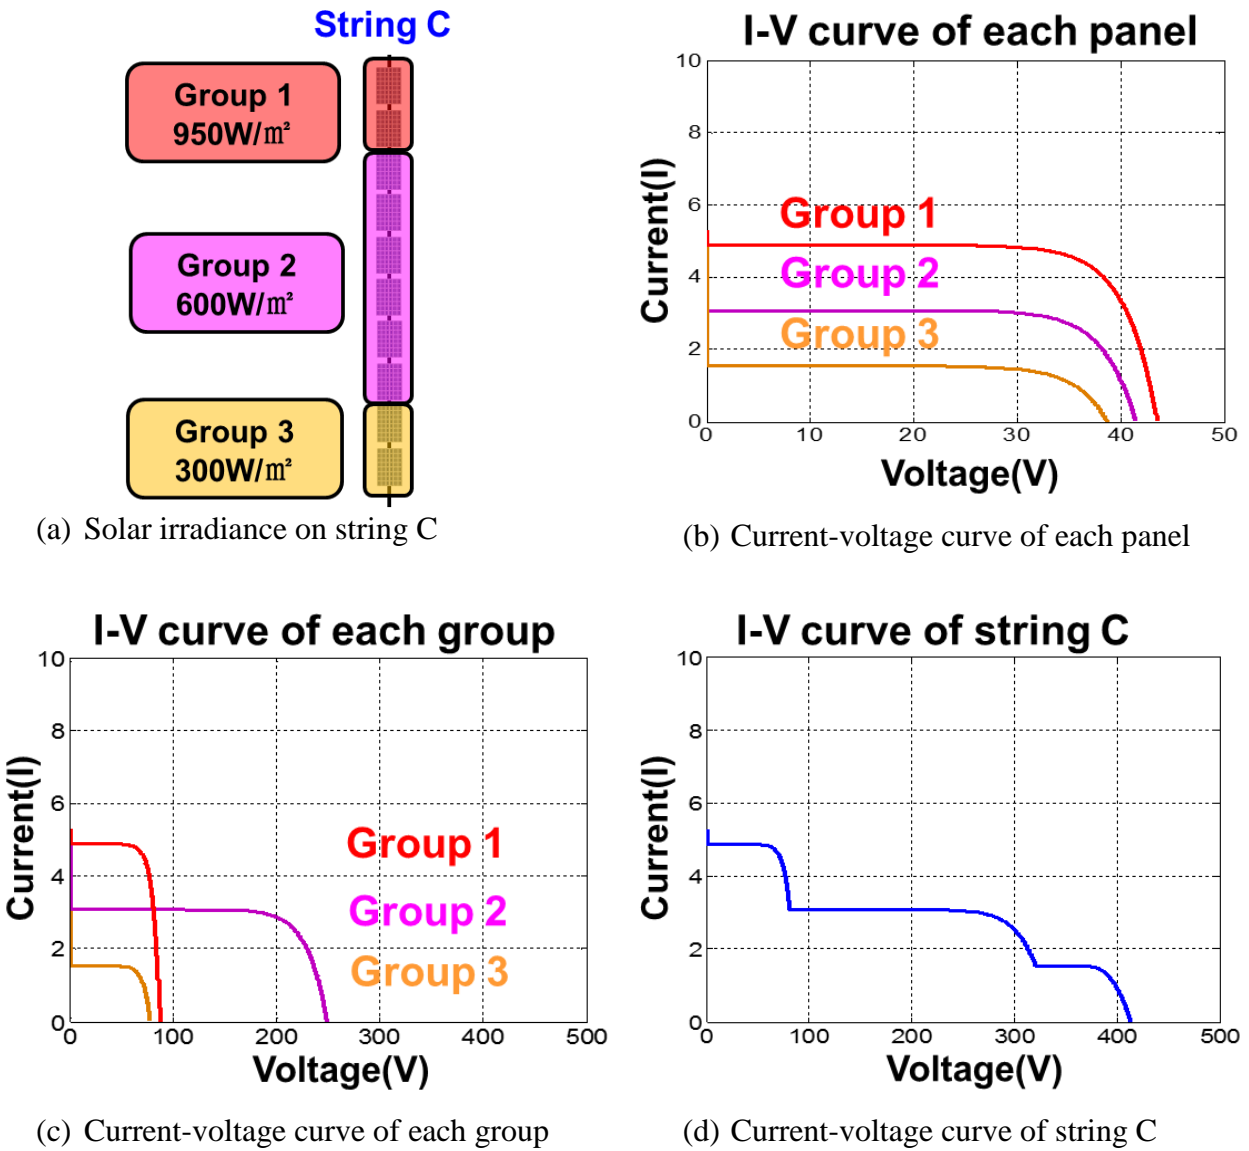 String C
Group 1
950W/㎡
Group 2
600W/㎡
Group 3
300W/㎡
(a) Solar irradiance on string C
I-V curve of each panel
Current(I)
10
8
6
4
2
0
Group 1
Group 2
Group 3
0 10 20 30 40 50
Voltage(V)
(b) Current-voltage curve of each panel
I-V curve of each group
Current(I)
10
8
6
4
2
0
Group 1
Group 2
Group 3
0 100 200 300 400 500
Voltage(V)
(c) Current-voltage curve of each group
I-V curve of string C
Current(I)
10
8
6
4
2
0
0 100 200 300 400 500
Voltage(V)
(d) Current-voltage curve of string C